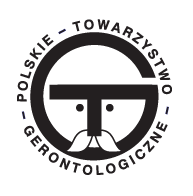 POLSKIE – TOWARZYSTWO – GERONTOLOGICZNE –